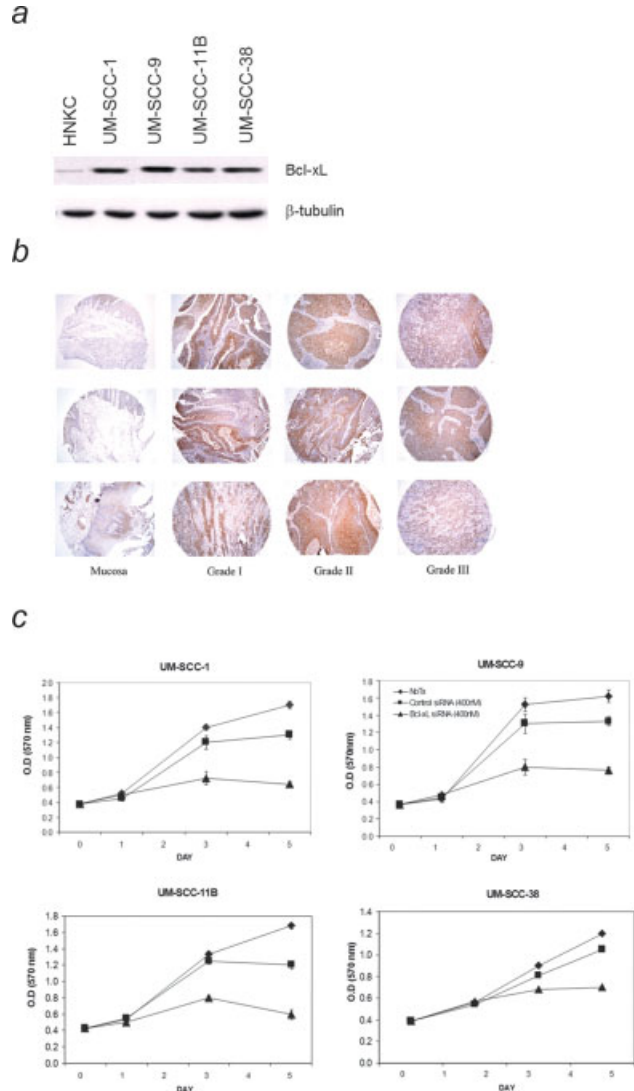 a
HNKC
UM-SCC-1
UM-SCC-9
UM-SCC-11B
UM-SCC-38
Bcl-xL
β-tubulin
b
Mucosa Grade I Grade II Grade III
c
UM-SCC-1
O.D (570 nm)
2.0
1.8
1.6
1.4
1.2
1.0
0.8
0.6
0.4
0.2
0.0
0 1 2 3 4 5
DAY
UM-SCC-9
NoTx
Control siRNA (400nM)
Bcl-xL siRNA (400nM)
O.D (570nm)
1.6
1.4
1.2
1.0
0.8
0.6
0.4
0.2
0.0
0 1 2 3 4 5
DAY
UM-SCC-11B
O.D (570 nm)
1.8
1.6
1.4
1.2
1.0
0.8
0.6
0.4
0.2
0.0
0 1 2 3 4 5
DAY
UM-SCC-38
O.D (570 nm)
1.4
1.2
1.0
0.8
0.6
0.4
0.2
0.0
0 1 2 3 4 5
DAY